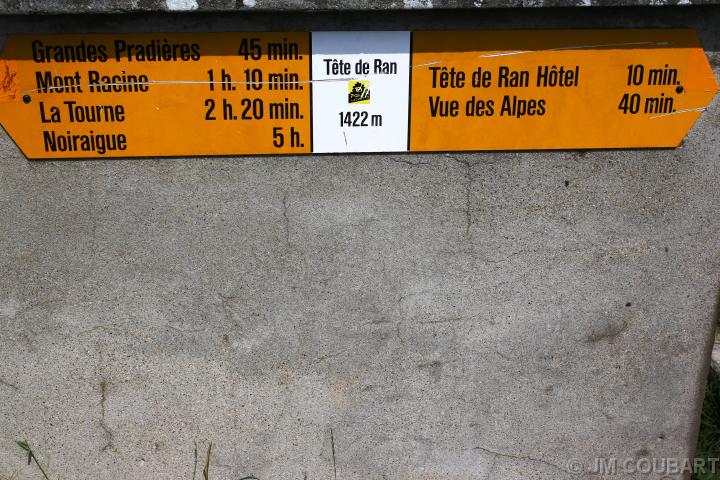 Grandes Pradières 45 min.
Mont Racine 1 h. 10 min.
La Tourne 2 h. 20 min.
Noiraigue 5 h.
Tête de Ran
1422 m
Tête de Ran Hôtel 10 min.
Vue des Alpes 40 min.
© JM COUBART